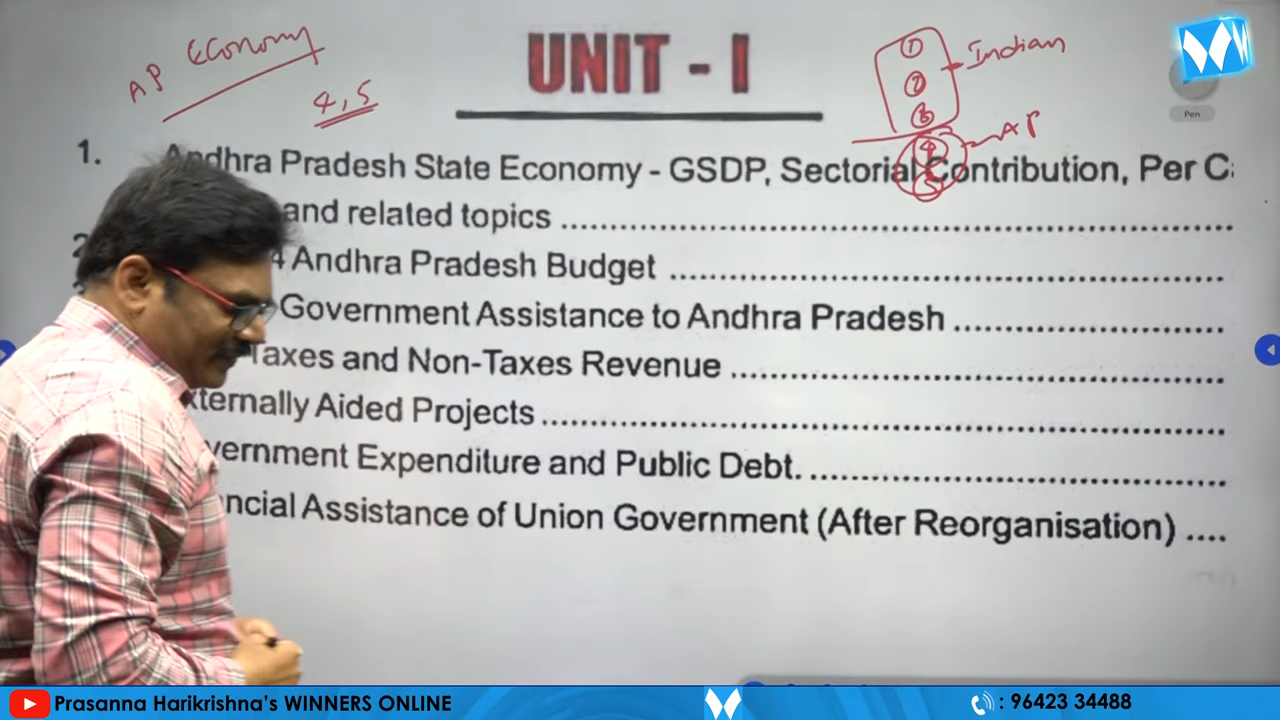 AP Economy
4, 5
UNIT - I
① Indian
②
③
④ AP
⑤
Pen
1. Andhra Pradesh State Economy - GSDP, Sectorial Contribution, Per
and related topics
4 Andhra Pradesh Budget
Government Assistance to Andhra Pradesh
Taxes and Non-Taxes Revenue
xternally Aided Projects
vernment Expenditure and Public Debt.
ncial Assistance of Union Government (After Reorganisation)
Prasanna Harikrishna's WINNERS ONLINE
: 96423 34488